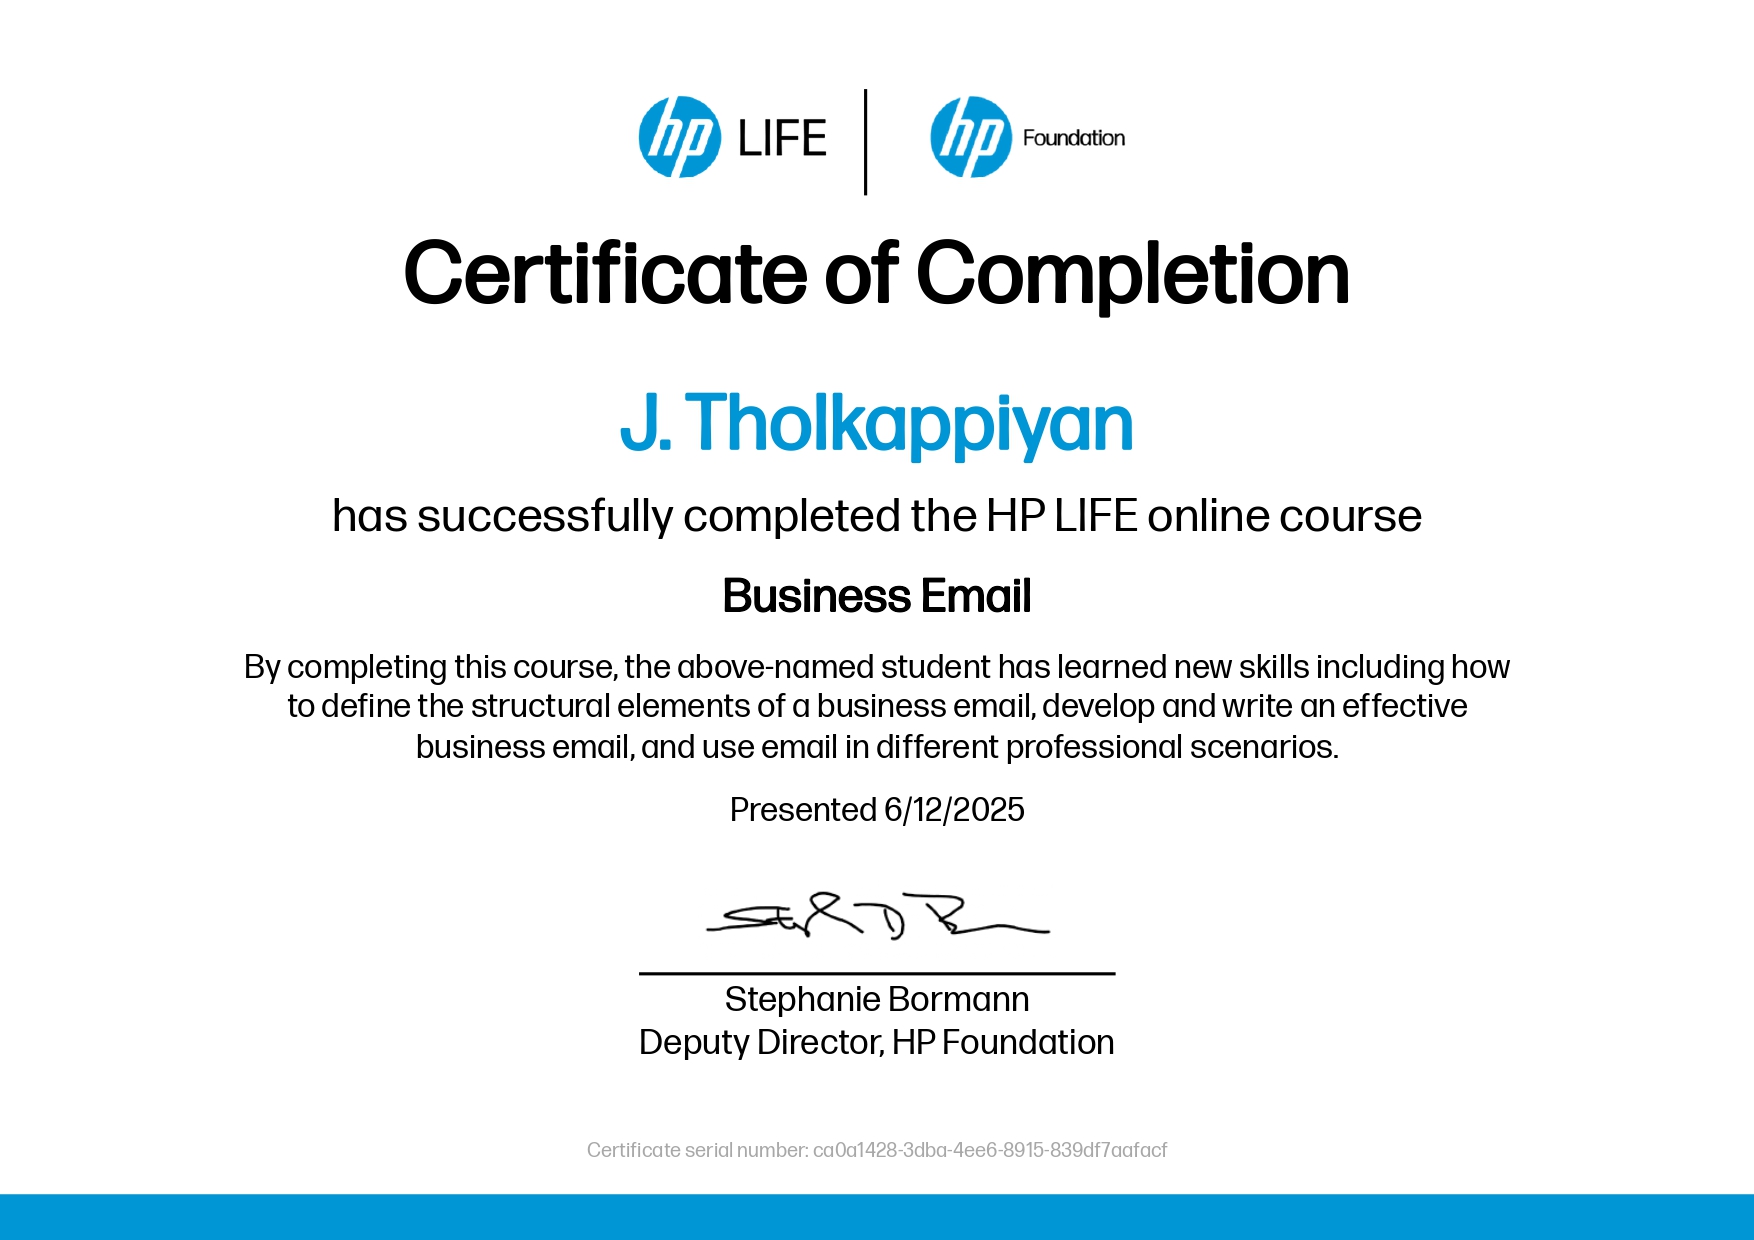 hp LIFE | hp Foundation
Certificate of Completion
J. Tholkappiyan
has successfully completed the HP LIFE online course
Business Email
By completing this course, the above-named student has learned new skills including how
to define the structural elements of a business email, develop and write an effective
business email, and use email in different professional scenarios.
Presented 6/12/2025
Stephanie Bormann
Deputy Director, HP Foundation
Certificate serial number: ca0a1428-3dba-4ee6-8915-839df7aafacf